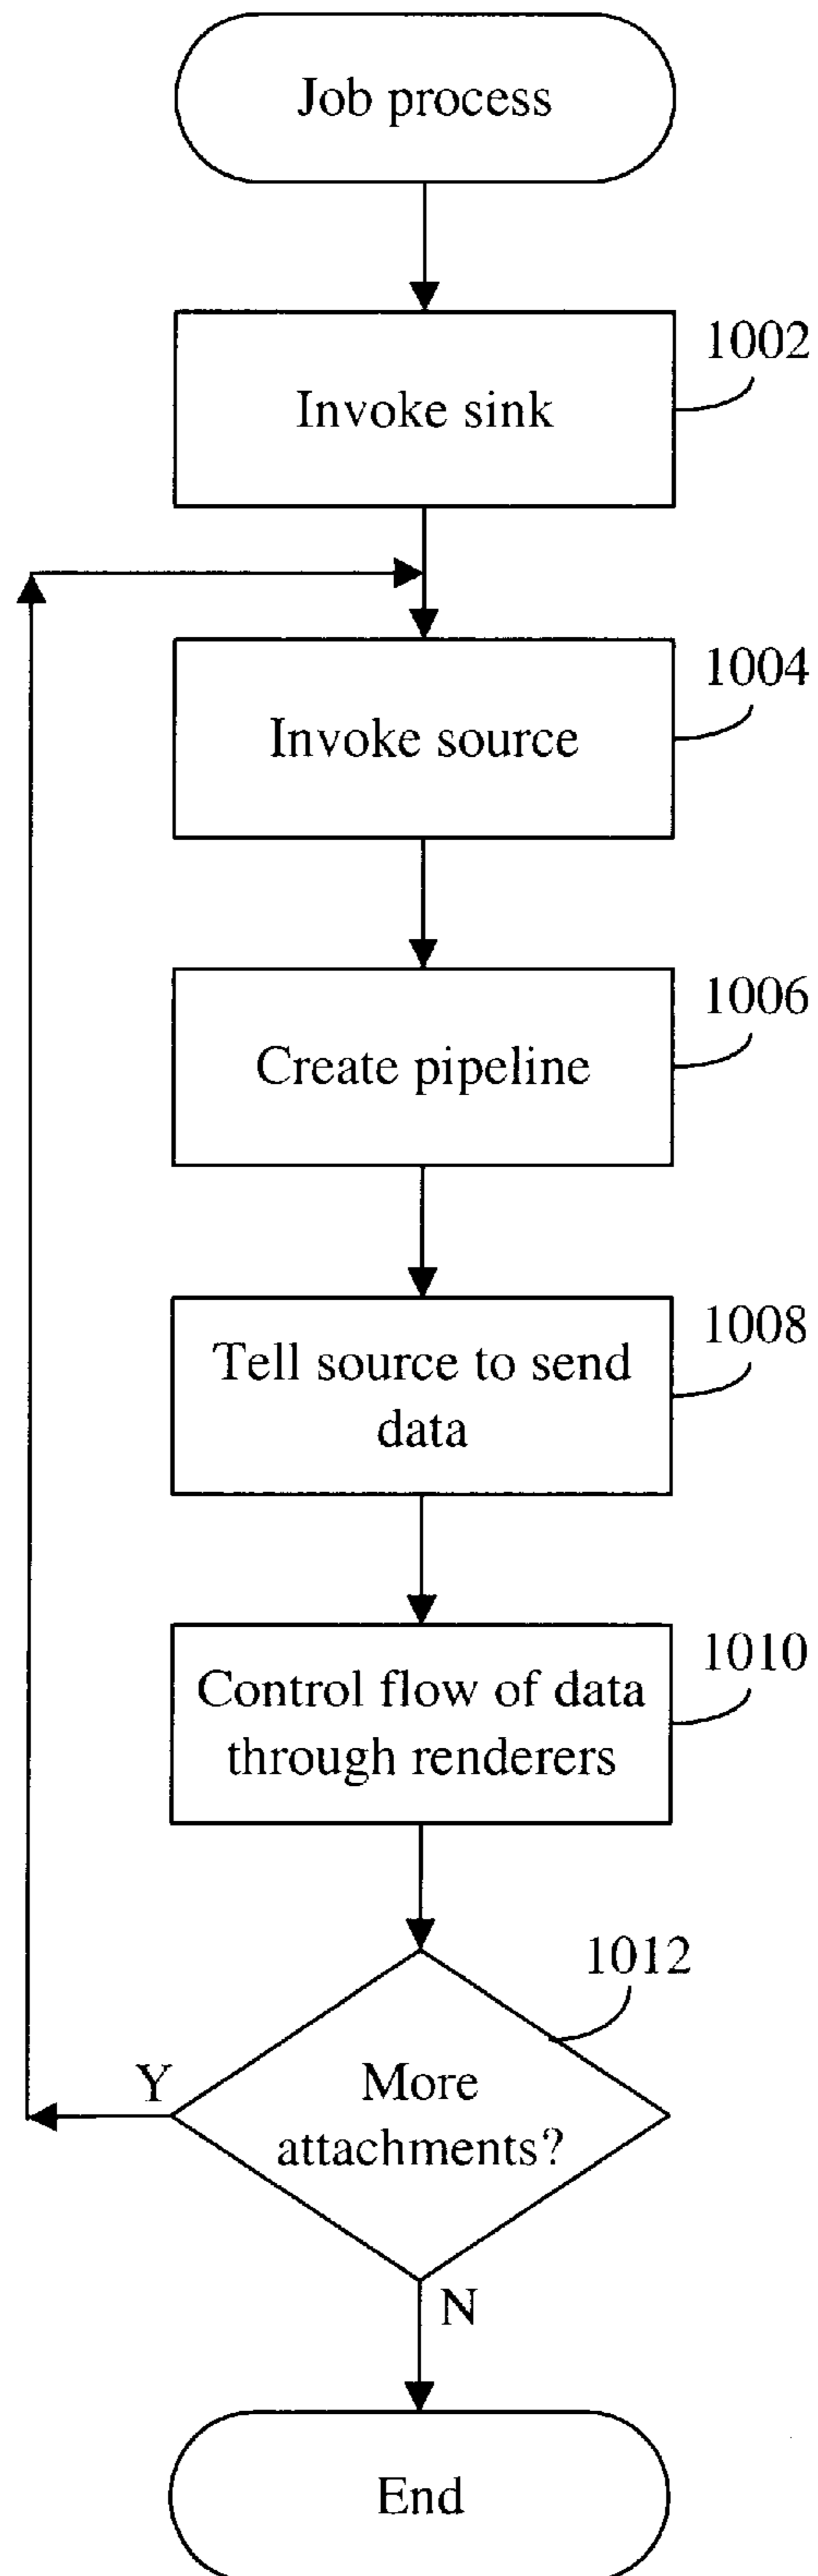 Job process
1002
Invoke sink
1004
Invoke source
1006
Create pipeline
1008
Tell source to send
data
1010
Control flow of data
through renderers
1012
More
attachments?
Y
N
End